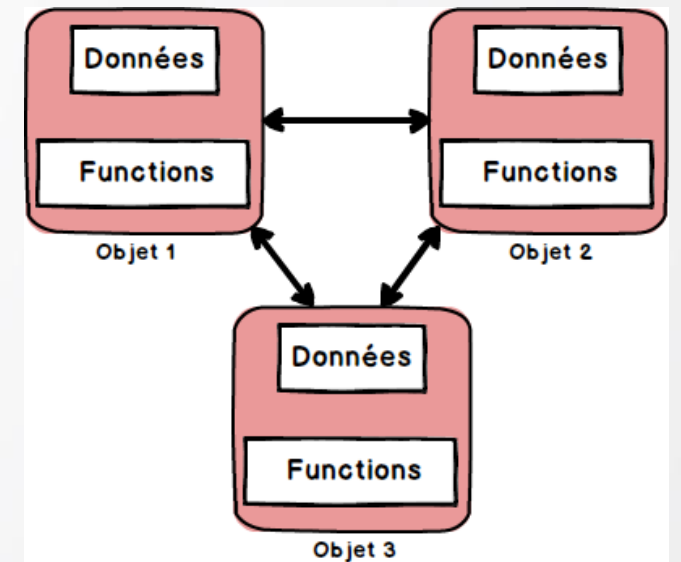 Données
Functions
Objet 1
Données
Functions
Objet 2
Données
Functions
Objet 3